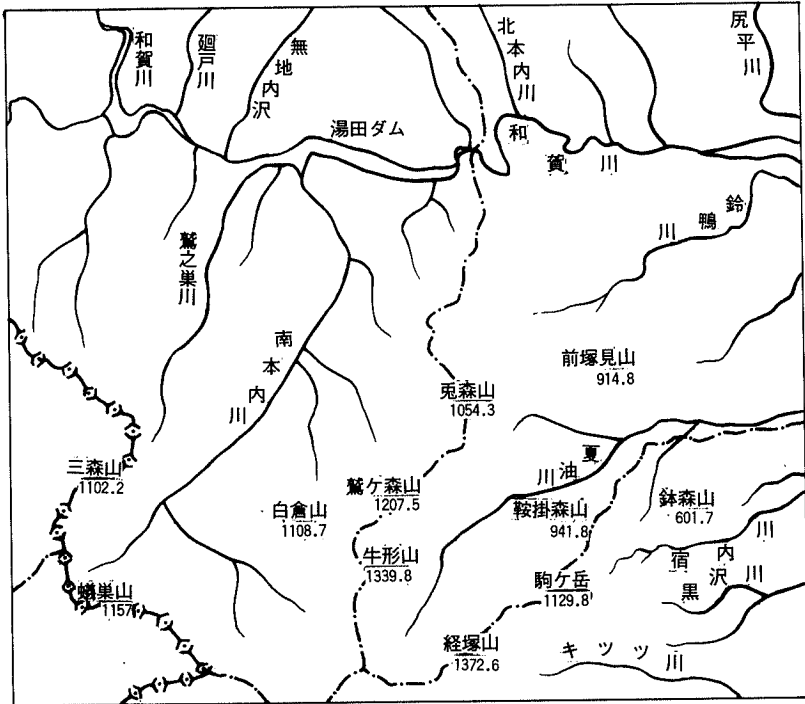 和賀川
廻戸川
無地内沢
北本内川
尻平川
湯田ダム
和賀川
鈴鴨川
鷲之巣川
南本内川
前塚見山
914.8
兎森山
1054.3
夏油川
三森山
1102.2
鷲ケ森山
1207.5
白倉山
1108.7
鞍掛森山
941.8
鉢森山
601.7
牛形山
1339.8
宿内川
駒ケ岳
1129.8
黒沢川
蟻巣山
1157
経塚山
1372.6
キツツ川